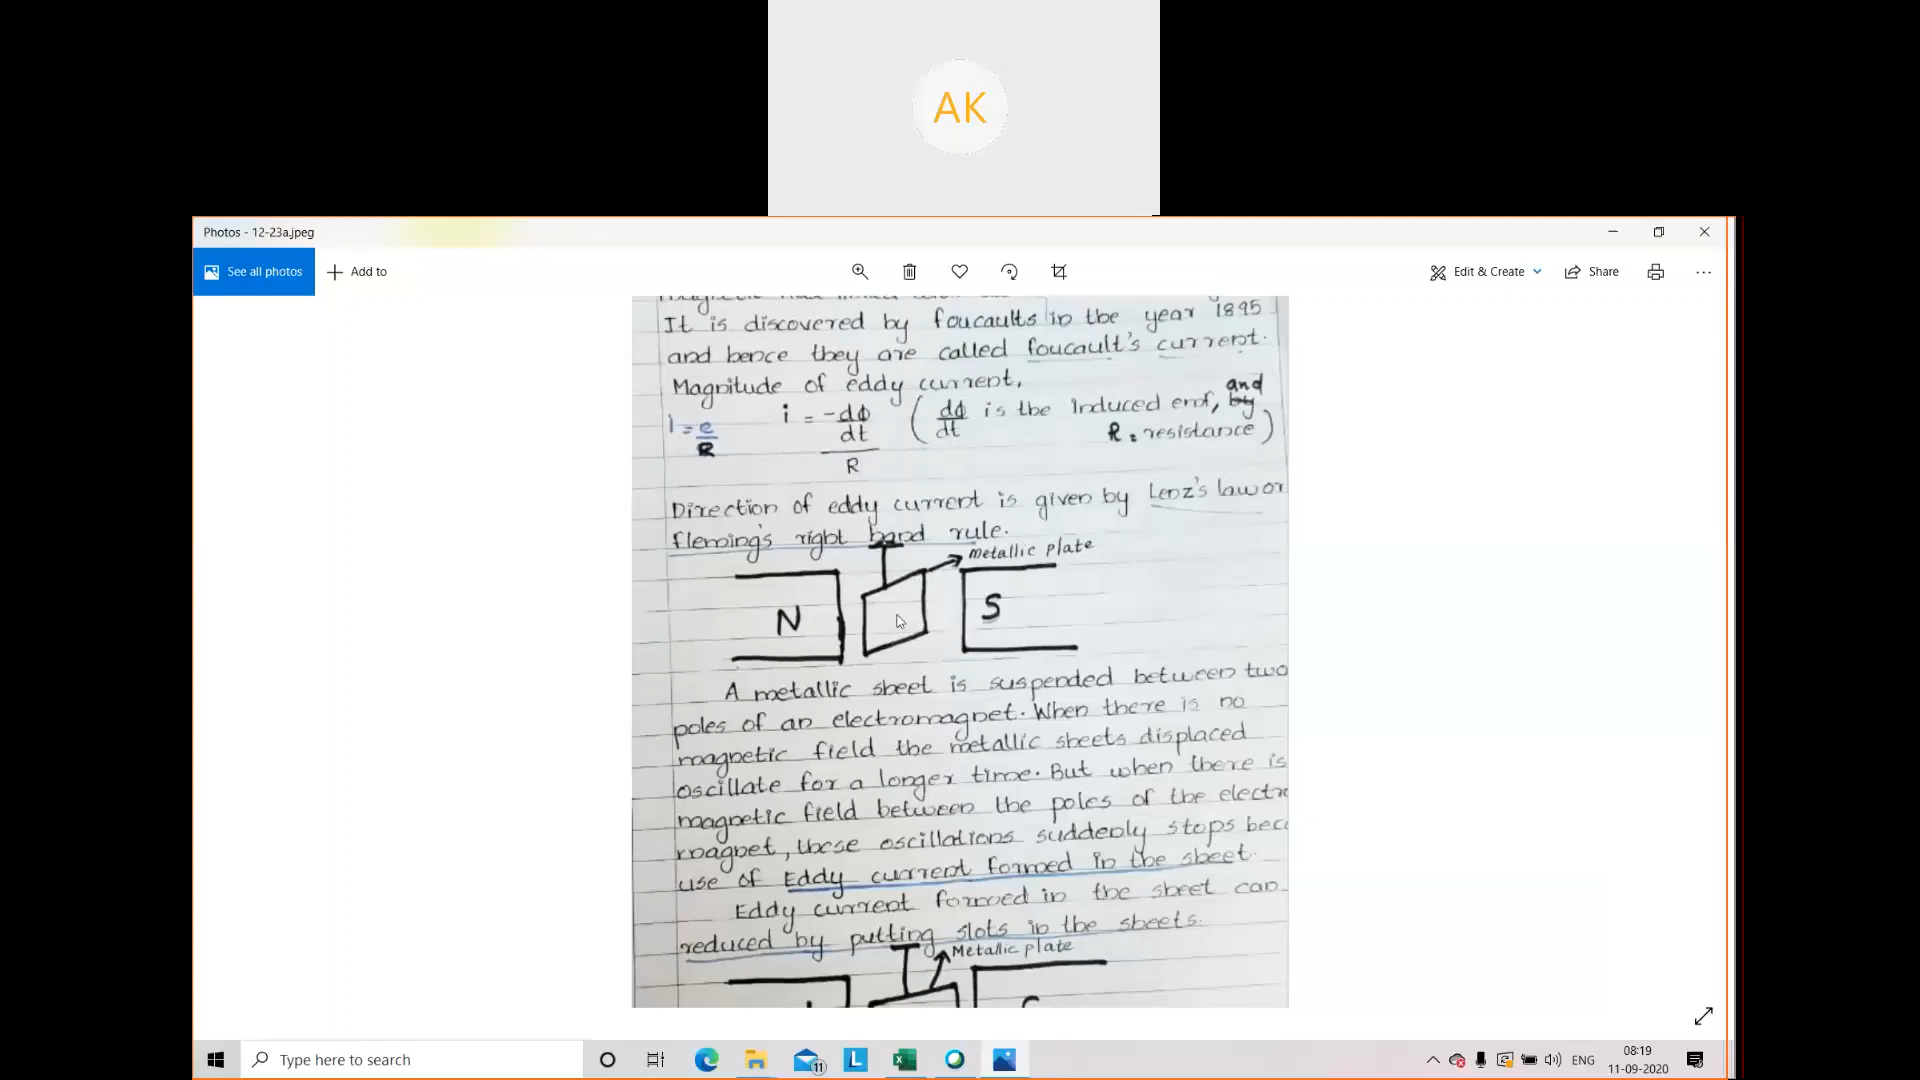 AK
Photos - 12-23a.jpeg
See all photos
Add to
Edit & Create
Share
It is discovered by foucaults in the year 1895
and hence they are called foucault's current.
Magnitude of eddy current,
and
I = e/R i = -dϕ/dt / R ( dϕ/dt is the Induced emf, by
R = resistance )
Direction of eddy current is given by Lenz's law or
fleming's right hand rule.
Metallic plate
N
S
A metallic sheet is suspended between two
poles of an electromagnet. When there is no
magnetic field the metallic sheets displaced
oscillate for a longer time. But when there is
magnetic field between the poles of the electro
magnet, these oscillations suddenly stops beca
use of Eddy current formed in the sheet.
Eddy current formed in the sheet can
reduced by putting slots in the sheets.
Metallic plate
Type here to search
11
L
ENG
08:19
11-09-2020